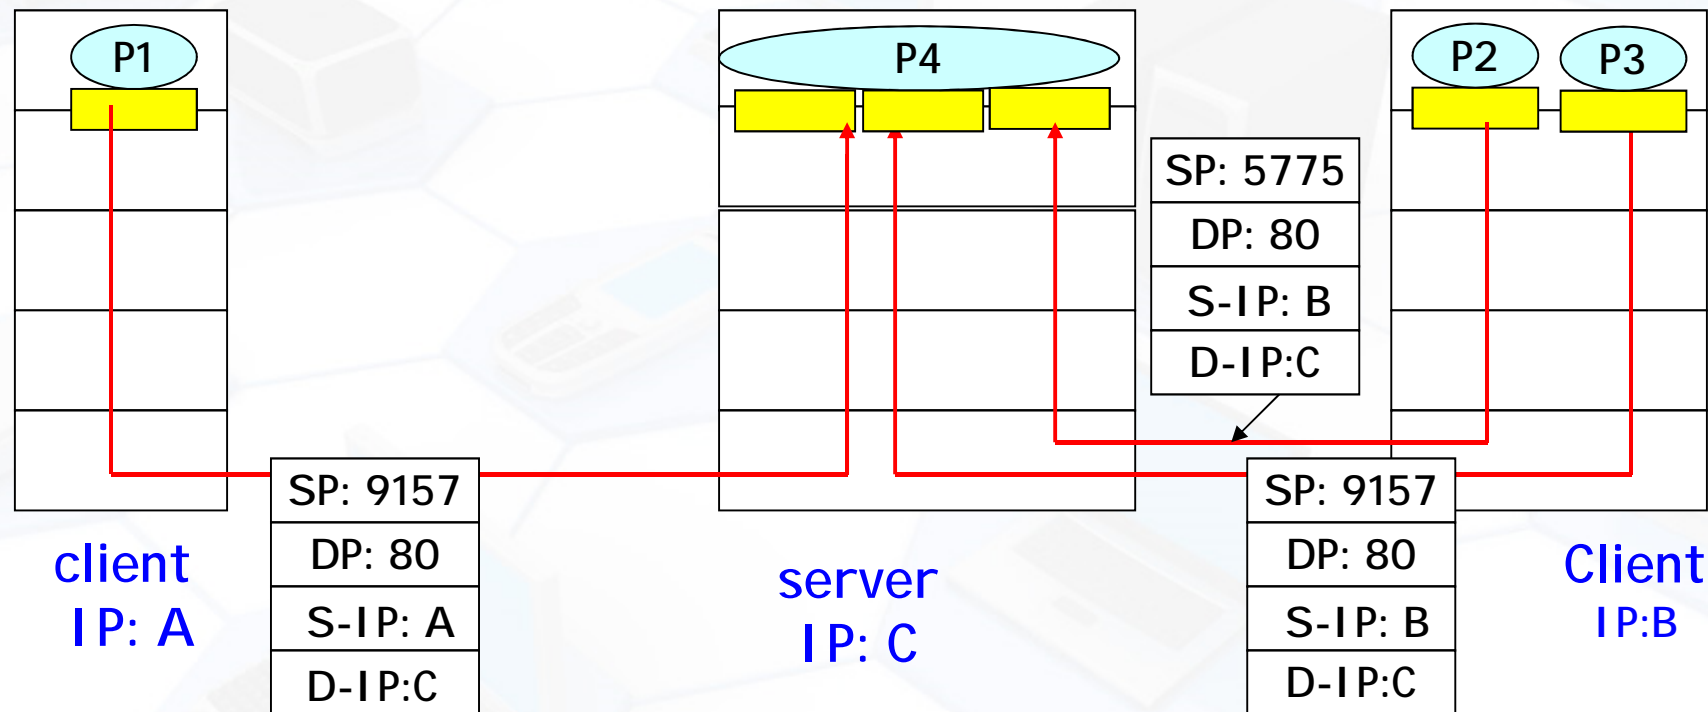 P1
P4
P2
P3
SP: 5775
DP: 80
S-IP: B
D-IP:C
SP: 9157
DP: 80
S-IP: A
D-IP:C
SP: 9157
DP: 80
S-IP: B
D-IP:C
client
IP: A
server
IP: C
Client
IP:B